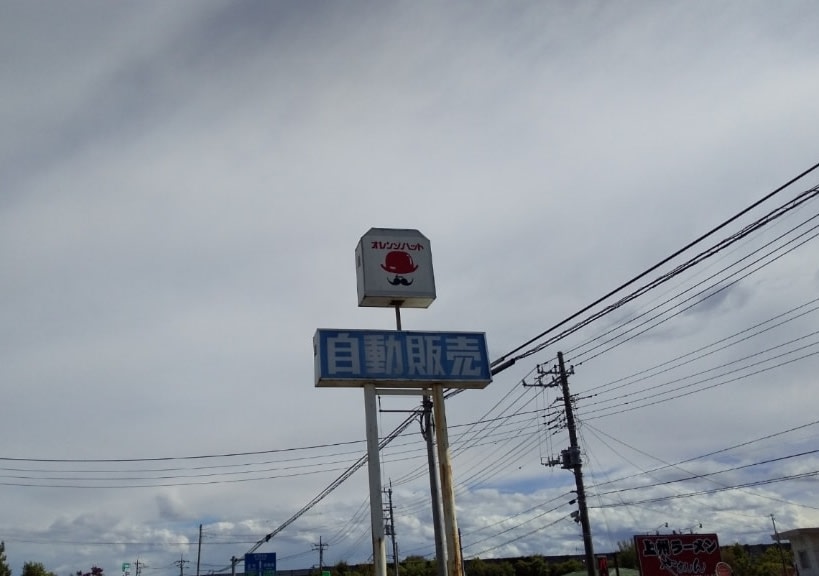 オレンジハット
自動販売
上州ラーメン